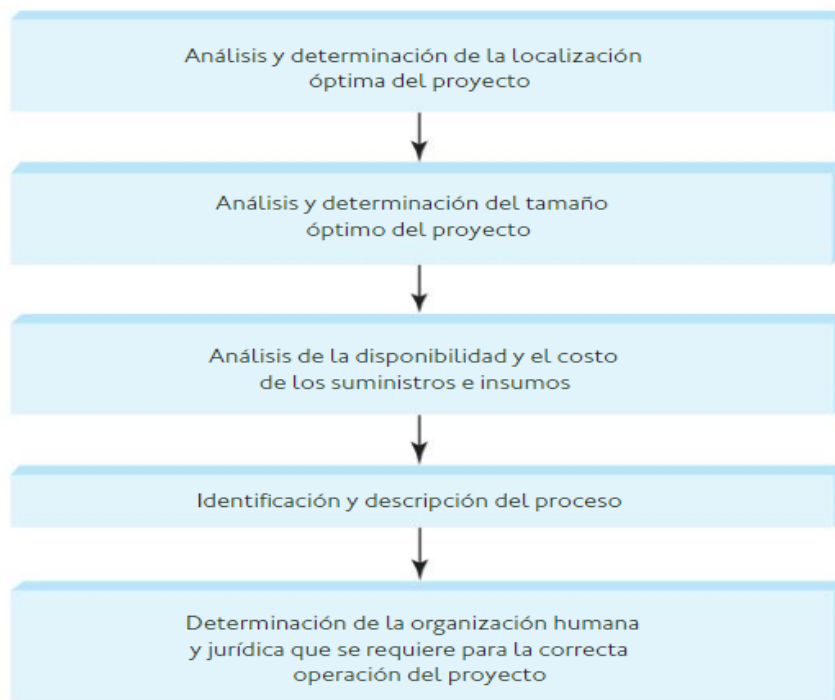 Análisis y determinación de la localización
óptima del proyecto
Análisis y determinación del tamaño
óptimo del proyecto
Análisis de la disponibilidad y el costo
de los suministros e insumos
Identificación y descripción del proceso
Determinación de la organización humana
y jurídica que se requiere para la correcta
operación del proyecto